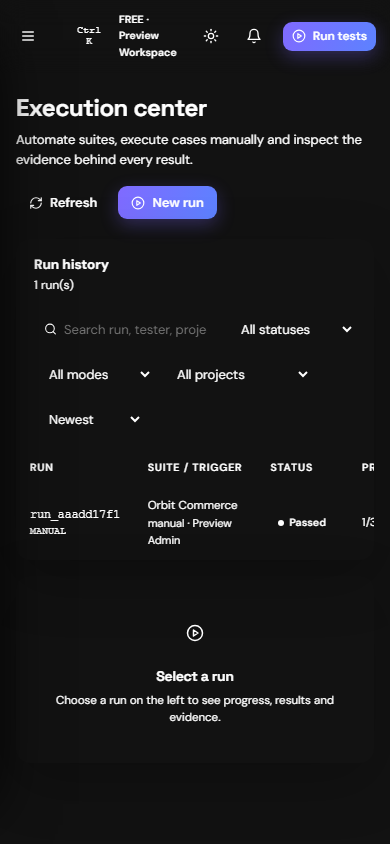 Ctrl
K
FREE ·
Preview
Workspace
Run tests
Execution center
Automate suites, execute cases manually and inspect the
evidence behind every result.
Refresh
New run
Run history
1 run(s)
Search run, tester, proje
All statuses
All modes
All projects
Newest
RUN SUITE / TRIGGER STATUS PR
run_aaadd17f1
MANUAL
Orbit Commerce
manual · Preview
Admin
Passed
1/3
Select a run
Choose a run on the left to see progress, results and
evidence.